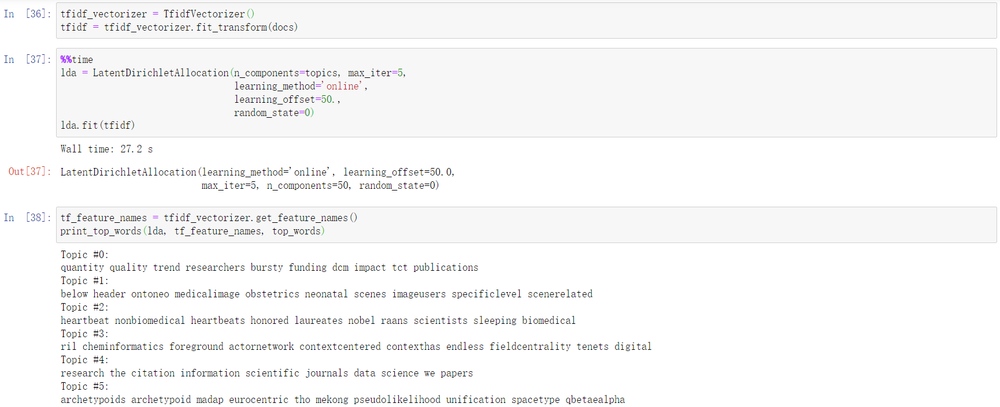 In [36]: tfidf_vectorizer = TfidfVectorizer()
tfidf = tfidf_vectorizer.fit_transform(docs)
In [37]: %%time
lda = LatentDirichletAllocation(n_components=topics, max_iter=5,
learning_method='online',
learning_offset=50.,
random_state=0)
lda.fit(tfidf)
Wall time: 27.2 s
Out[37]: LatentDirichletAllocation(learning_method='online', learning_offset=50.0,
max_iter=5, n_components=50, random_state=0)
In [38]: tf_feature_names = tfidf_vectorizer.get_feature_names()
print_top_words(lda, tf_feature_names, top_words)
Topic #0:
quantity quality trend researchers bursty funding dcm impact tct publications
Topic #1:
below header ontoneo medicalimage obstetrics neonatal scenes imageusers specificlevel scenerelated
Topic #2:
heartbeat nonbiomedical heartbeats honored laureates nobel raans scientists sleeping biomedical
Topic #3:
ril cheminformatics foreground actornetwork contextcentered contexthas endless fieldcentrality tenets digital
Topic #4:
research the citation information scientific journals data science we papers
Topic #5:
archetypoids archetypoid madap eurocentric tho mekong pseudolikelihood unification spacetype qbetaealpha